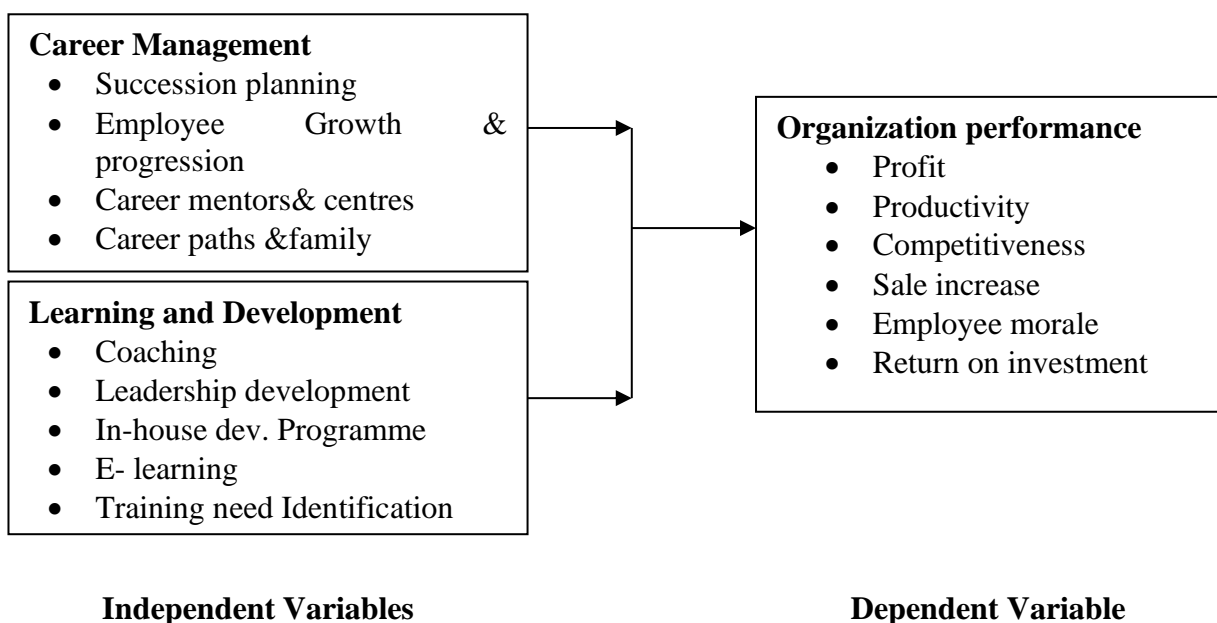 Career Management
• Succession planning
• Employee Growth &
progression
• Career mentors& centres
• Career paths &family
Learning and Development
• Coaching
• Leadership development
• In-house dev. Programme
• E- learning
• Training need Identification
Organization performance
• Profit
• Productivity
• Competitiveness
• Sale increase
• Employee morale
• Return on investment
Independent Variables
Dependent Variable